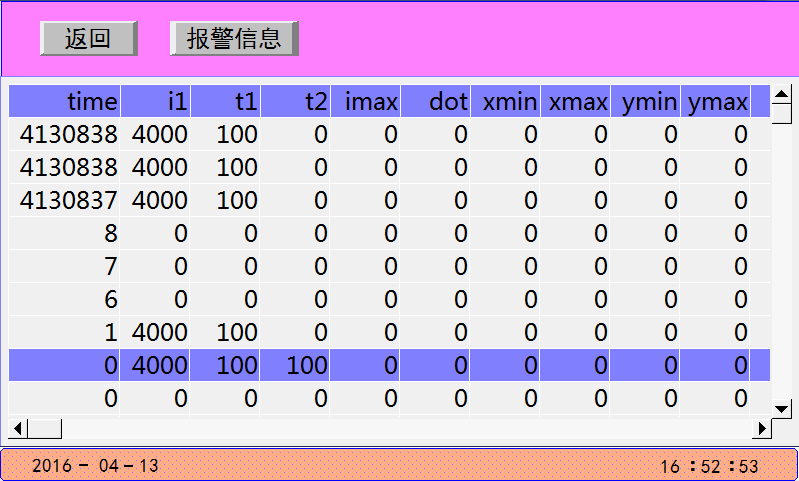 返回 报警信息
time i1 t1 t2 imax dot xmin xmax ymin ymax
4130838 4000 100 0 0 0 0 0 0 0
4130838 4000 100 0 0 0 0 0 0 0
4130837 4000 100 0 0 0 0 0 0 0
8 0 0 0 0 0 0 0 0 0
7 0 0 0 0 0 0 0 0 0
6 0 0 0 0 0 0 0 0 0
1 4000 100 0 0 0 0 0 0 0
0 4000 100 100 0 0 0 0 0 0
0 0 0 0 0 0 0 0 0 0
2016 - 04-13 16 :52 :53